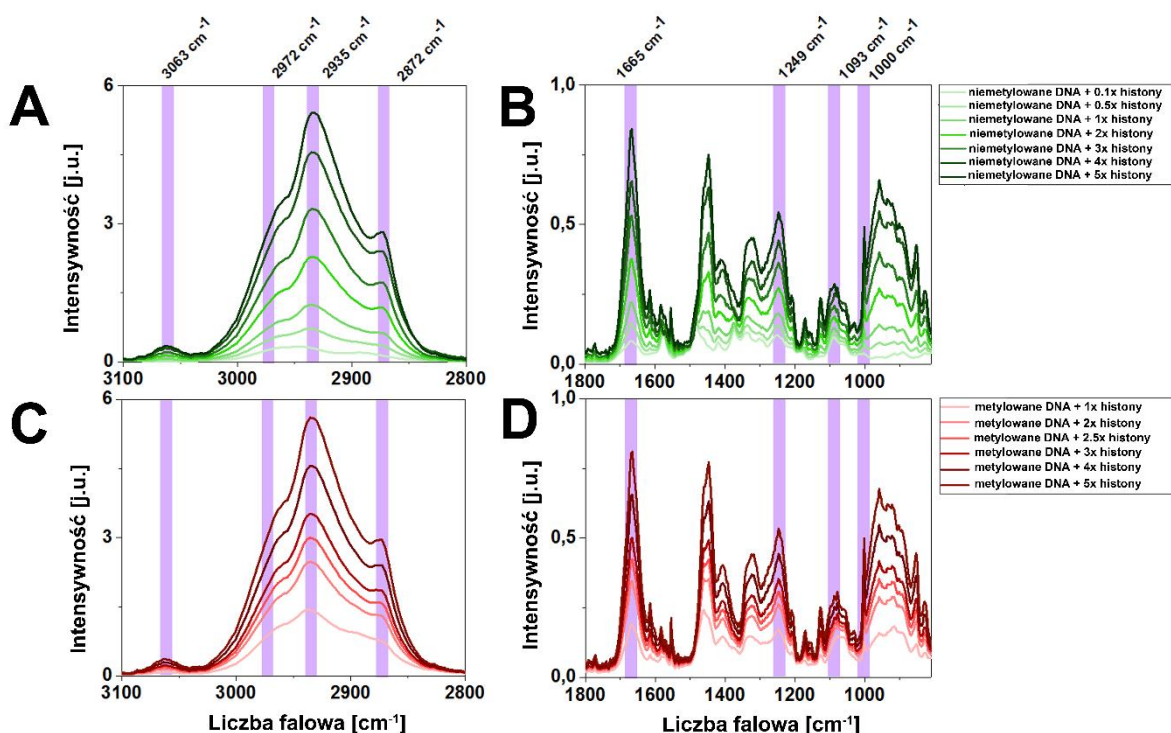 3063 cm⁻¹
2972 cm⁻¹
2935 cm⁻¹
2872 cm⁻¹
1665 cm⁻¹
1249 cm⁻¹
1093 cm⁻¹
1000 cm⁻¹
A
Intensywność [j.u.]
6
3
0
3100 3000 2900 2800
B
Intensywność [j.u.]
1,0
0,5
0,0
1800 1600 1400 1200 1000
niemetylowane DNA + 0.1x histony
niemetylowane DNA + 0.5x histony
niemetylowane DNA + 1x histony
niemetylowane DNA + 2x histony
niemetylowane DNA + 3x histony
niemetylowane DNA + 4x histony
niemetylowane DNA + 5x histony
C
Intensywność [j.u.]
6
3
0
3100 3000 2900 2800
Liczba falowa [cm⁻¹]
D
Intensywność [j.u.]
1,0
0,5
0,0
1800 1600 1400 1200 1000
Liczba falowa [cm⁻¹]
metylowane DNA + 1x histony
metylowane DNA + 2x histony
metylowane DNA + 2.5x histony
metylowane DNA + 3x histony
metylowane DNA + 4x histony
metylowane DNA + 5x histony